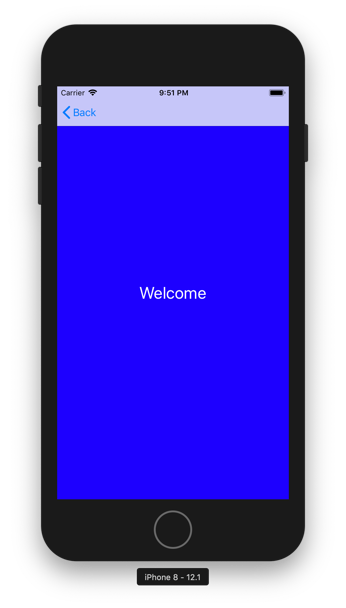 Carrier 9:51 PM
Back
Welcome
iPhone 8 - 12.1